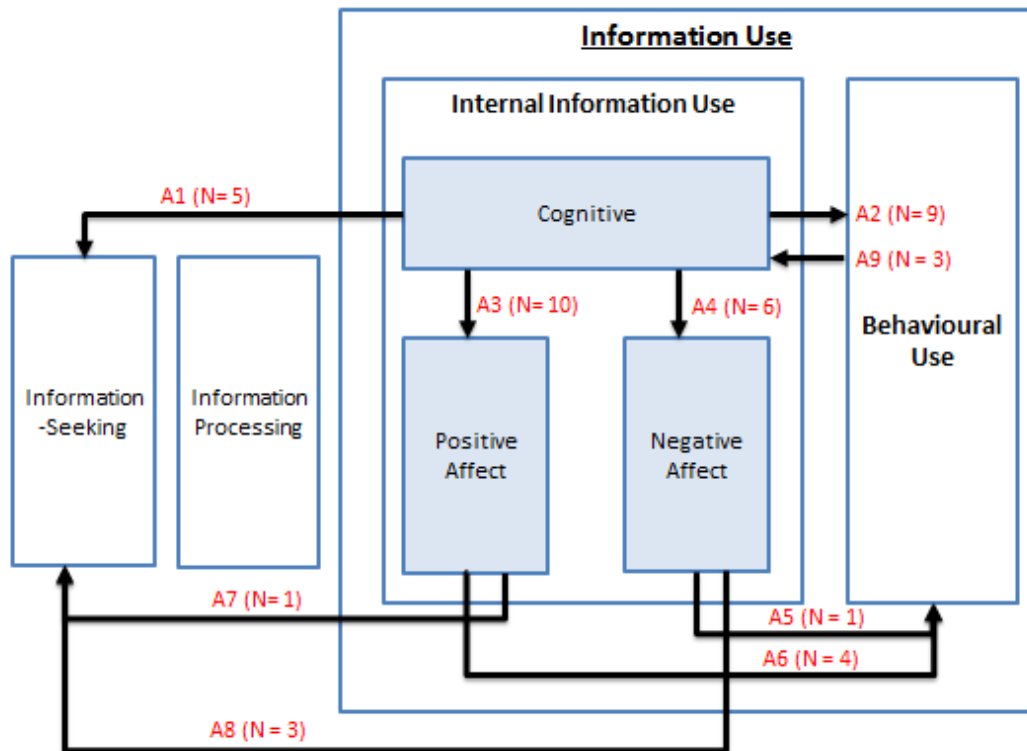 Information Use
Internal Information Use
A1 (N= 5)
Cognitive
A2 (N= 9)
A9 (N = 3)
A3 (N= 10)
A4 (N= 6)
Behavioural
Use
Information
-Seeking
Information
Processing
Positive
Affect
Negative
Affect
A7 (N= 1)
A5 (N = 1)
A6 (N = 4)
A8 (N = 3)